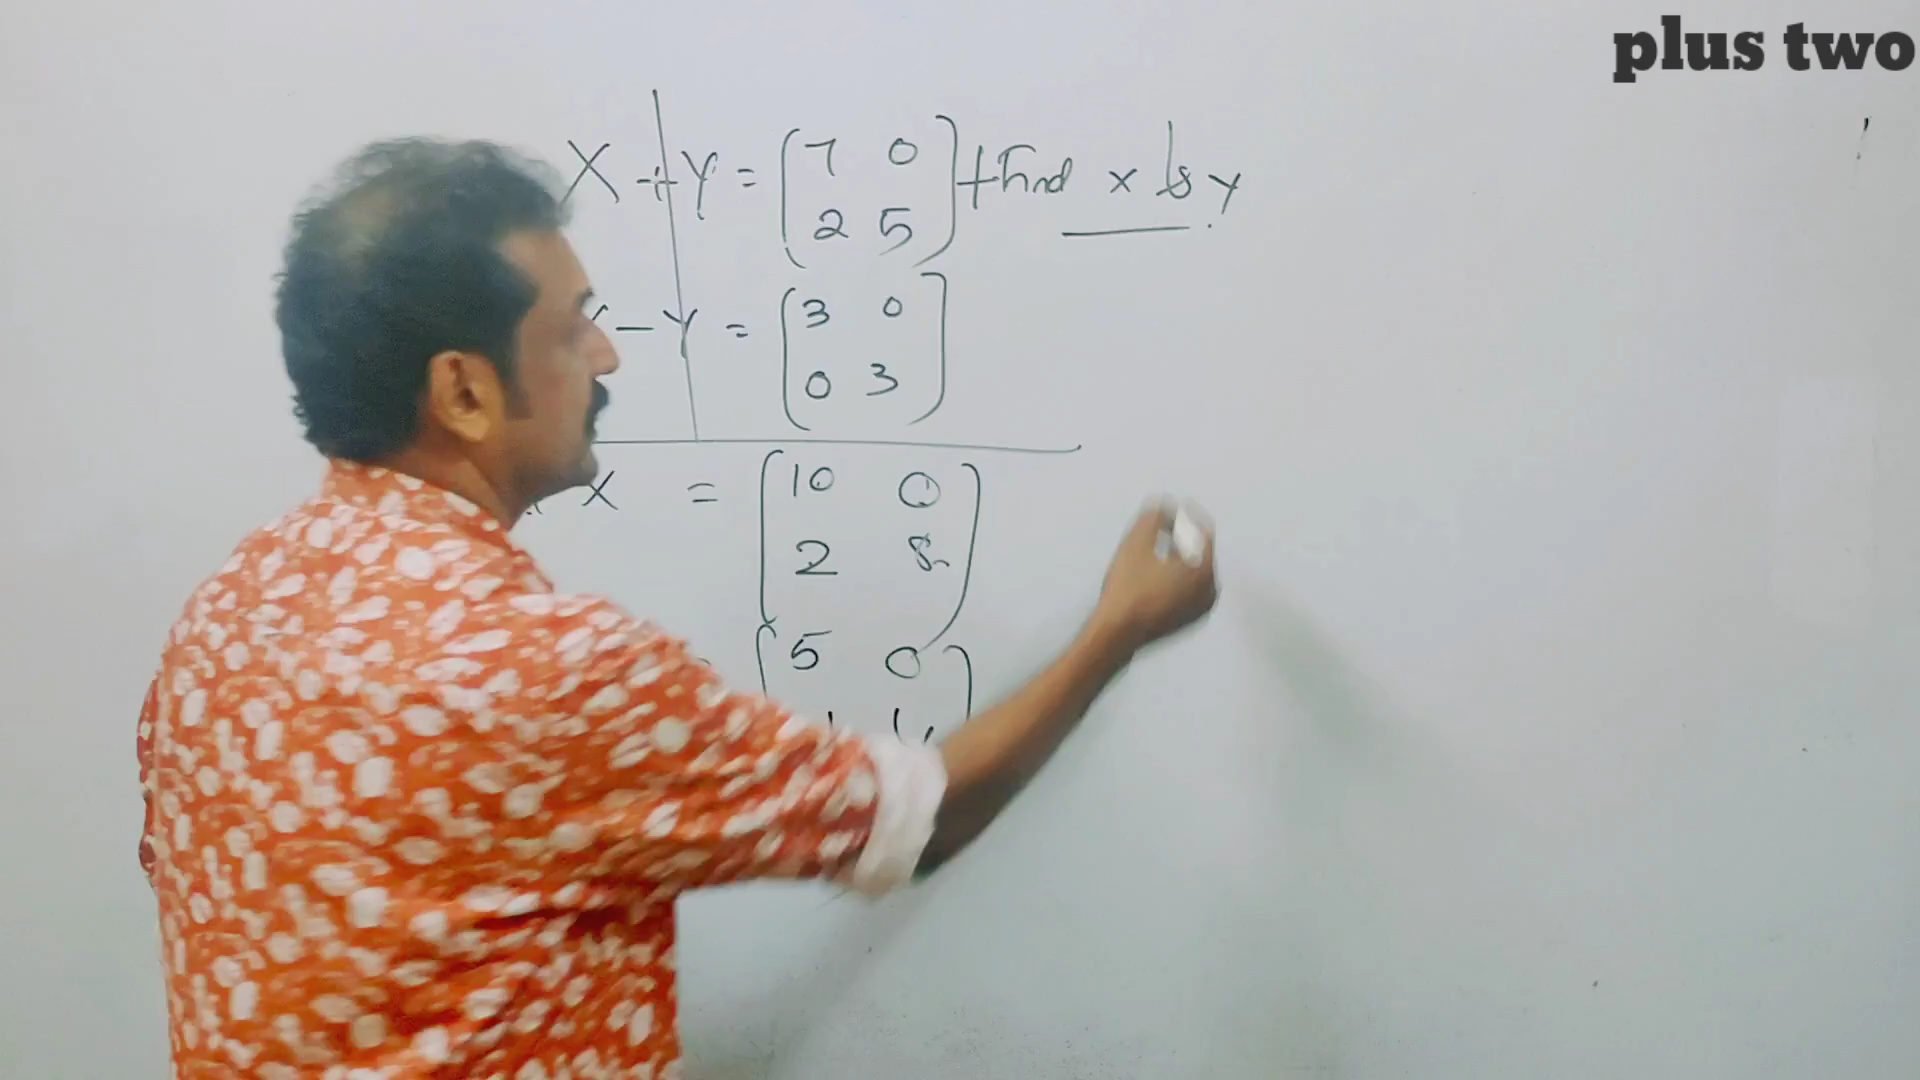 plus two
X + Y = [7 0] + Find x & y
[2 5]
X - Y = [3 0]
[0 3]
X = [10 0]
[2 8]
[5 0]